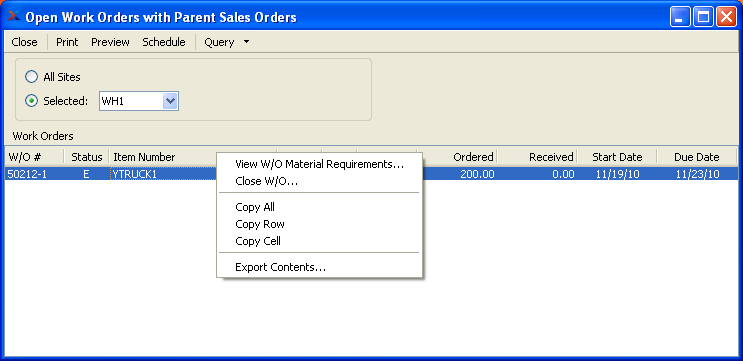 Open Work Orders with Parent Sales Orders
Close Print Preview Schedule Query
All Sites
Selected: WH1
Work Orders
W/O # Status Item Number Ordered Received Start Date Due Date
50212-1 E YTRUCK1 200.00 0.00 11/19/10 11/23/10
View W/O Material Requirements...
Close W/O...
Copy All
Copy Row
Copy Cell
Export Contents...